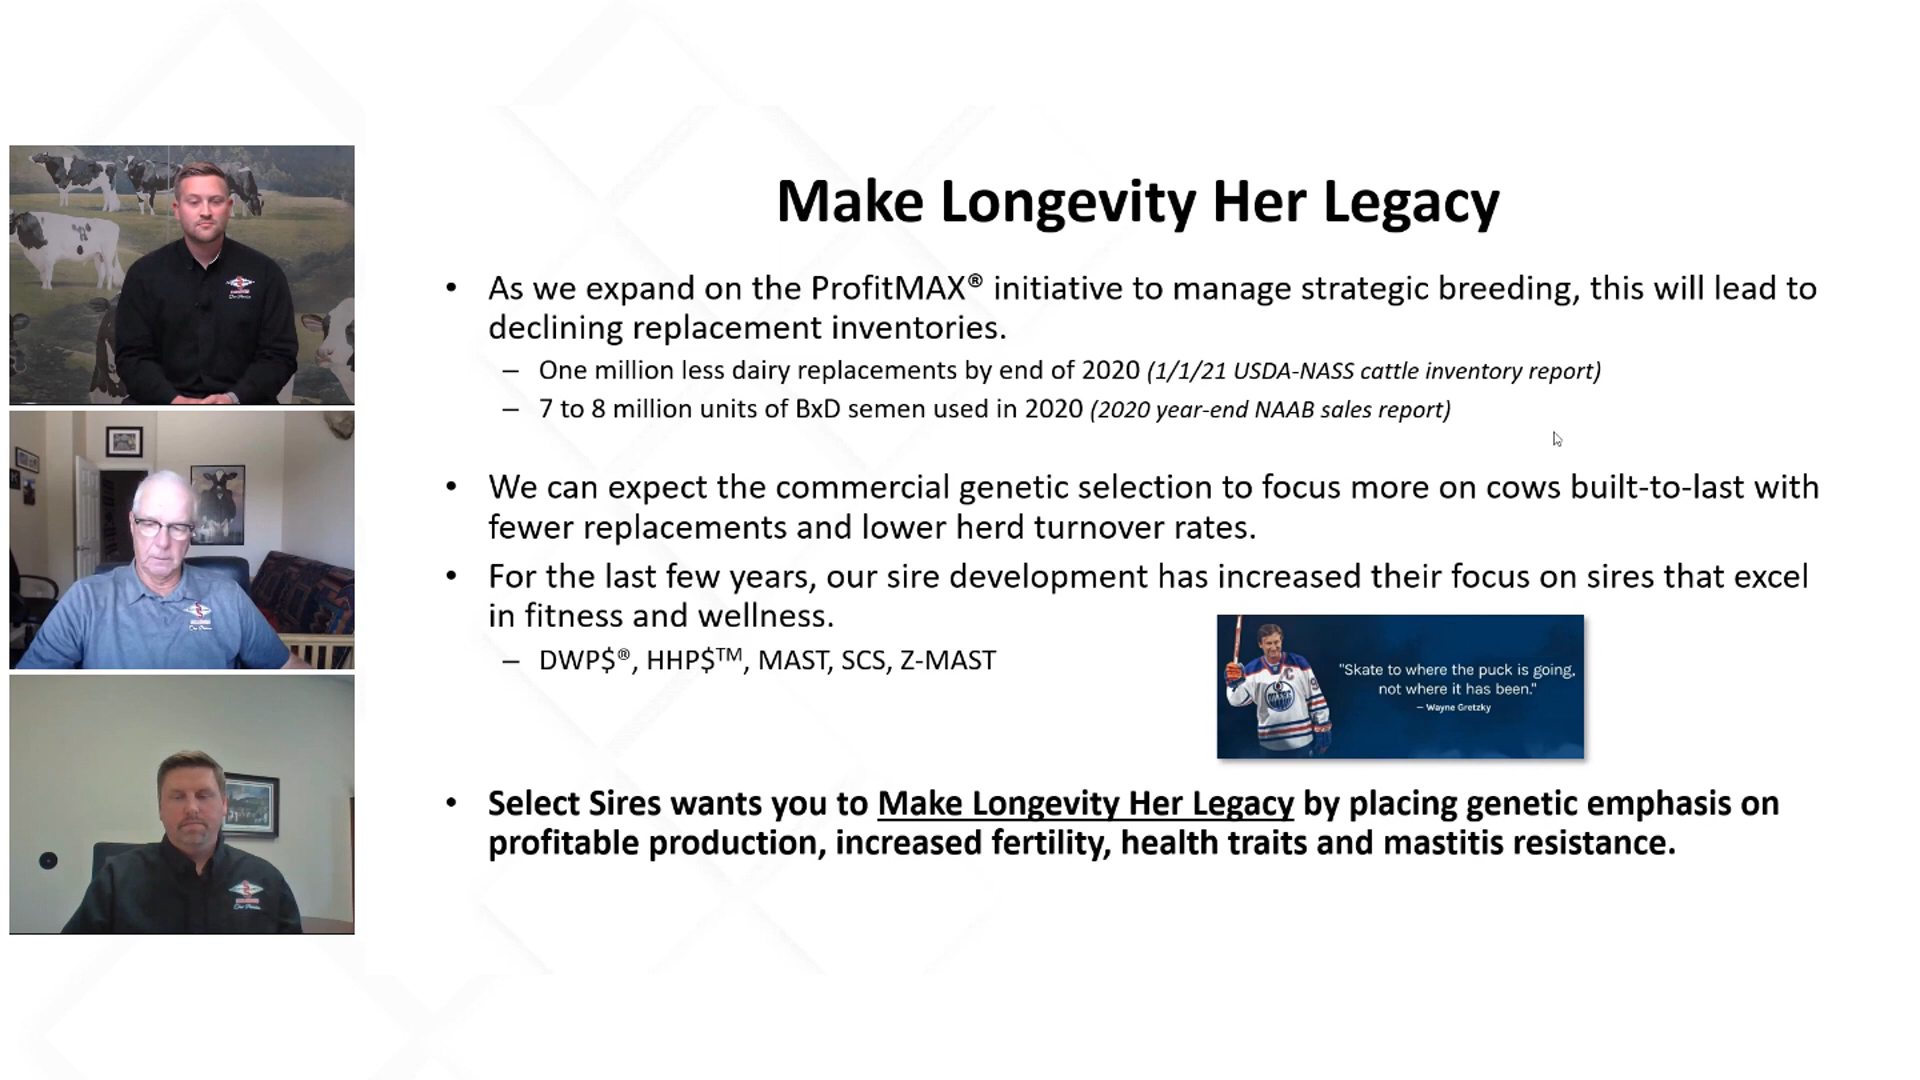 Make Longevity Her Legacy
• As we expand on the ProfitMAX® initiative to manage strategic breeding, this will lead to
declining replacement inventories.
– One million less dairy replacements by end of 2020 (1/1/21 USDA-NASS cattle inventory report)
– 7 to 8 million units of BxD semen used in 2020 (2020 year-end NAAB sales report)
• We can expect the commercial genetic selection to focus more on cows built-to-last with
fewer replacements and lower herd turnover rates.
• For the last few years, our sire development has increased their focus on sires that excel
in fitness and wellness.
– DWP$®, HHP$™, MAST, SCS, Z-MAST
"Skate to where the puck is going,
not where it has been."
– Wayne Gretzky
• Select Sires wants you to Make Longevity Her Legacy by placing genetic emphasis on
profitable production, increased fertility, health traits and mastitis resistance.